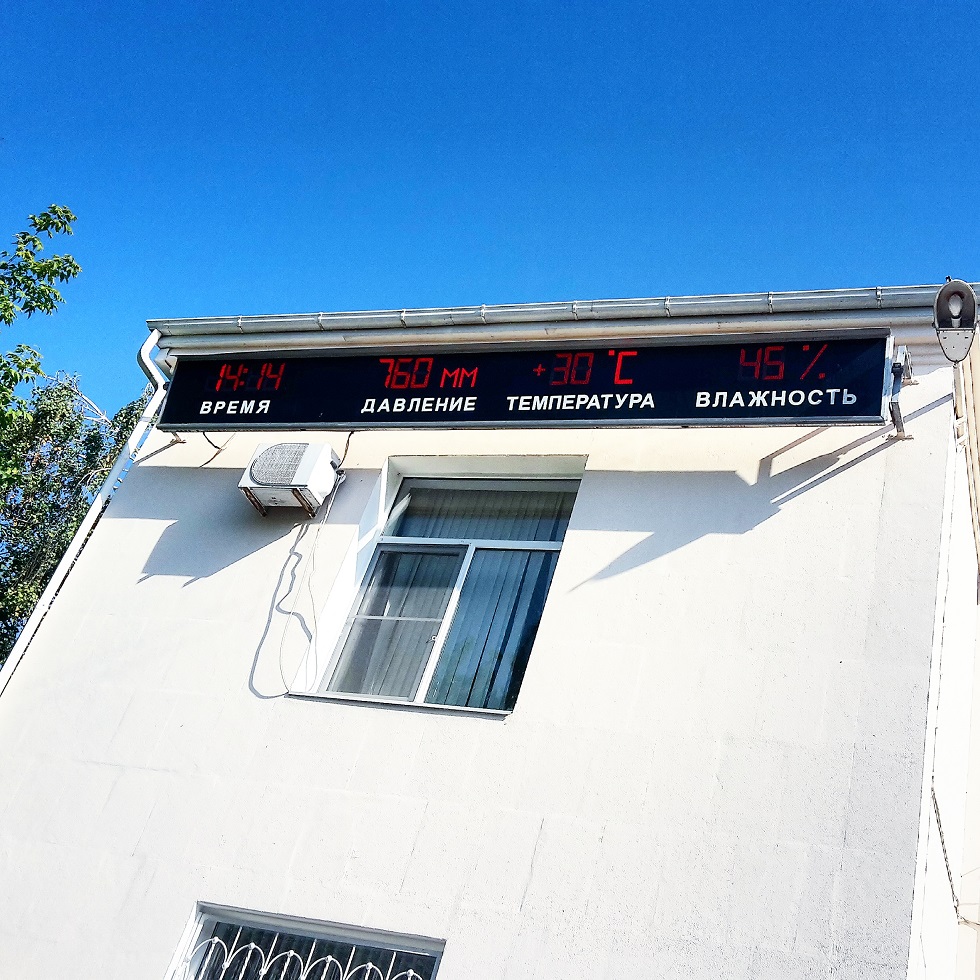 14:14 760 мм +30 °C 45 %
ВРЕМЯ ДАВЛЕНИЕ ТЕМПЕРАТУРА ВЛАЖНОСТЬ